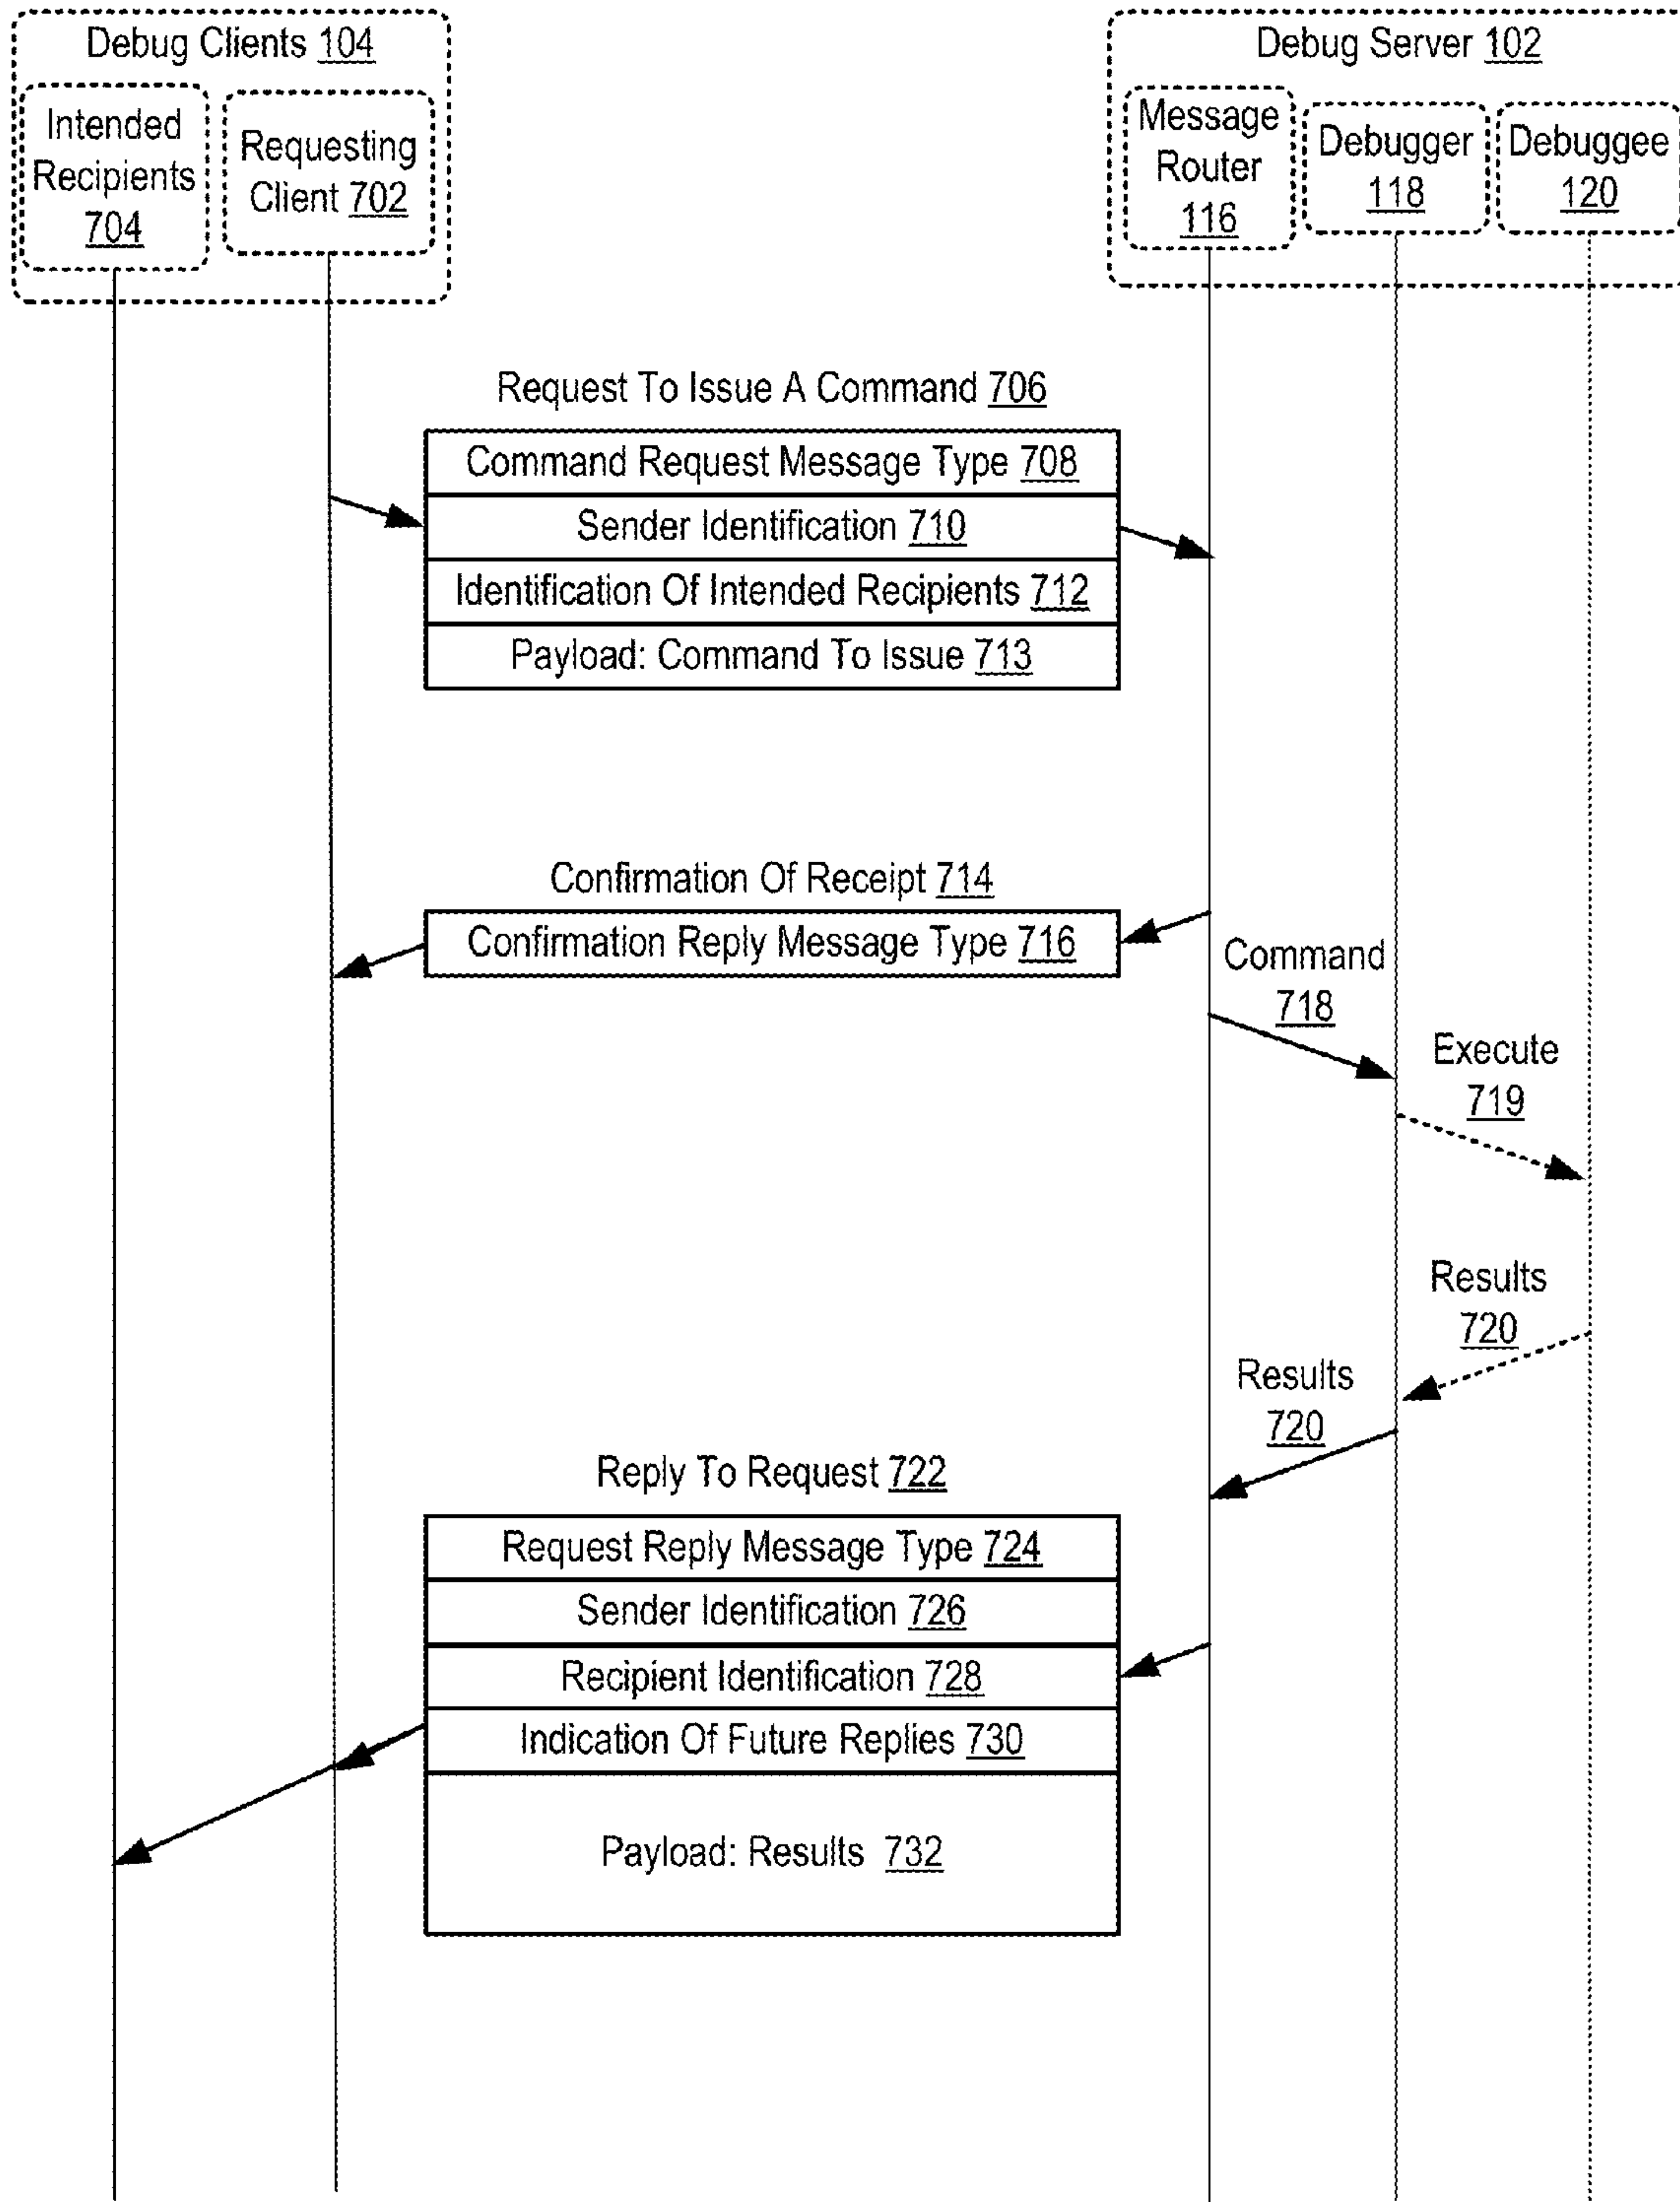 Debug Clients 104
Intended
Recipients
704
Requesting
Client 702
Debug Server 102
Message
Router
116
Debugger
118
Debuggee
120
Request To Issue A Command 706
Command Request Message Type 708
Sender Identification 710
Identification Of Intended Recipients 712
Payload: Command To Issue 713
Confirmation Of Receipt 714
Confirmation Reply Message Type 716
Command
718
Execute
719
Results
720
Results
720
Reply To Request 722
Request Reply Message Type 724
Sender Identification 726
Recipient Identification 728
Indication Of Future Replies 730
Payload: Results 732